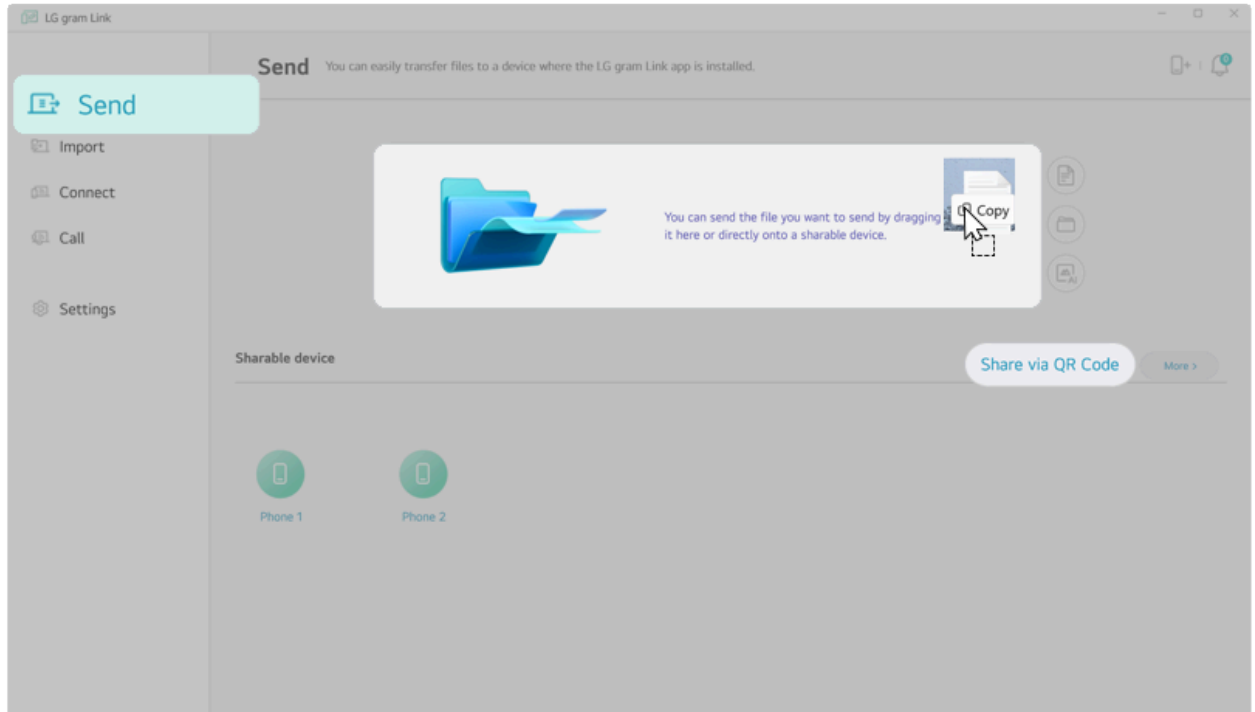 LG gram Link
Send You can easily transfer files to a device where the LG gram Link app is installed.
Send
Import
Connect
Call
Settings
You can send the file you want to send by dragging
it here or directly onto a sharable device.
Copy
AI
Sharable device
Share via QR Code
More >
Phone 1
Phone 2